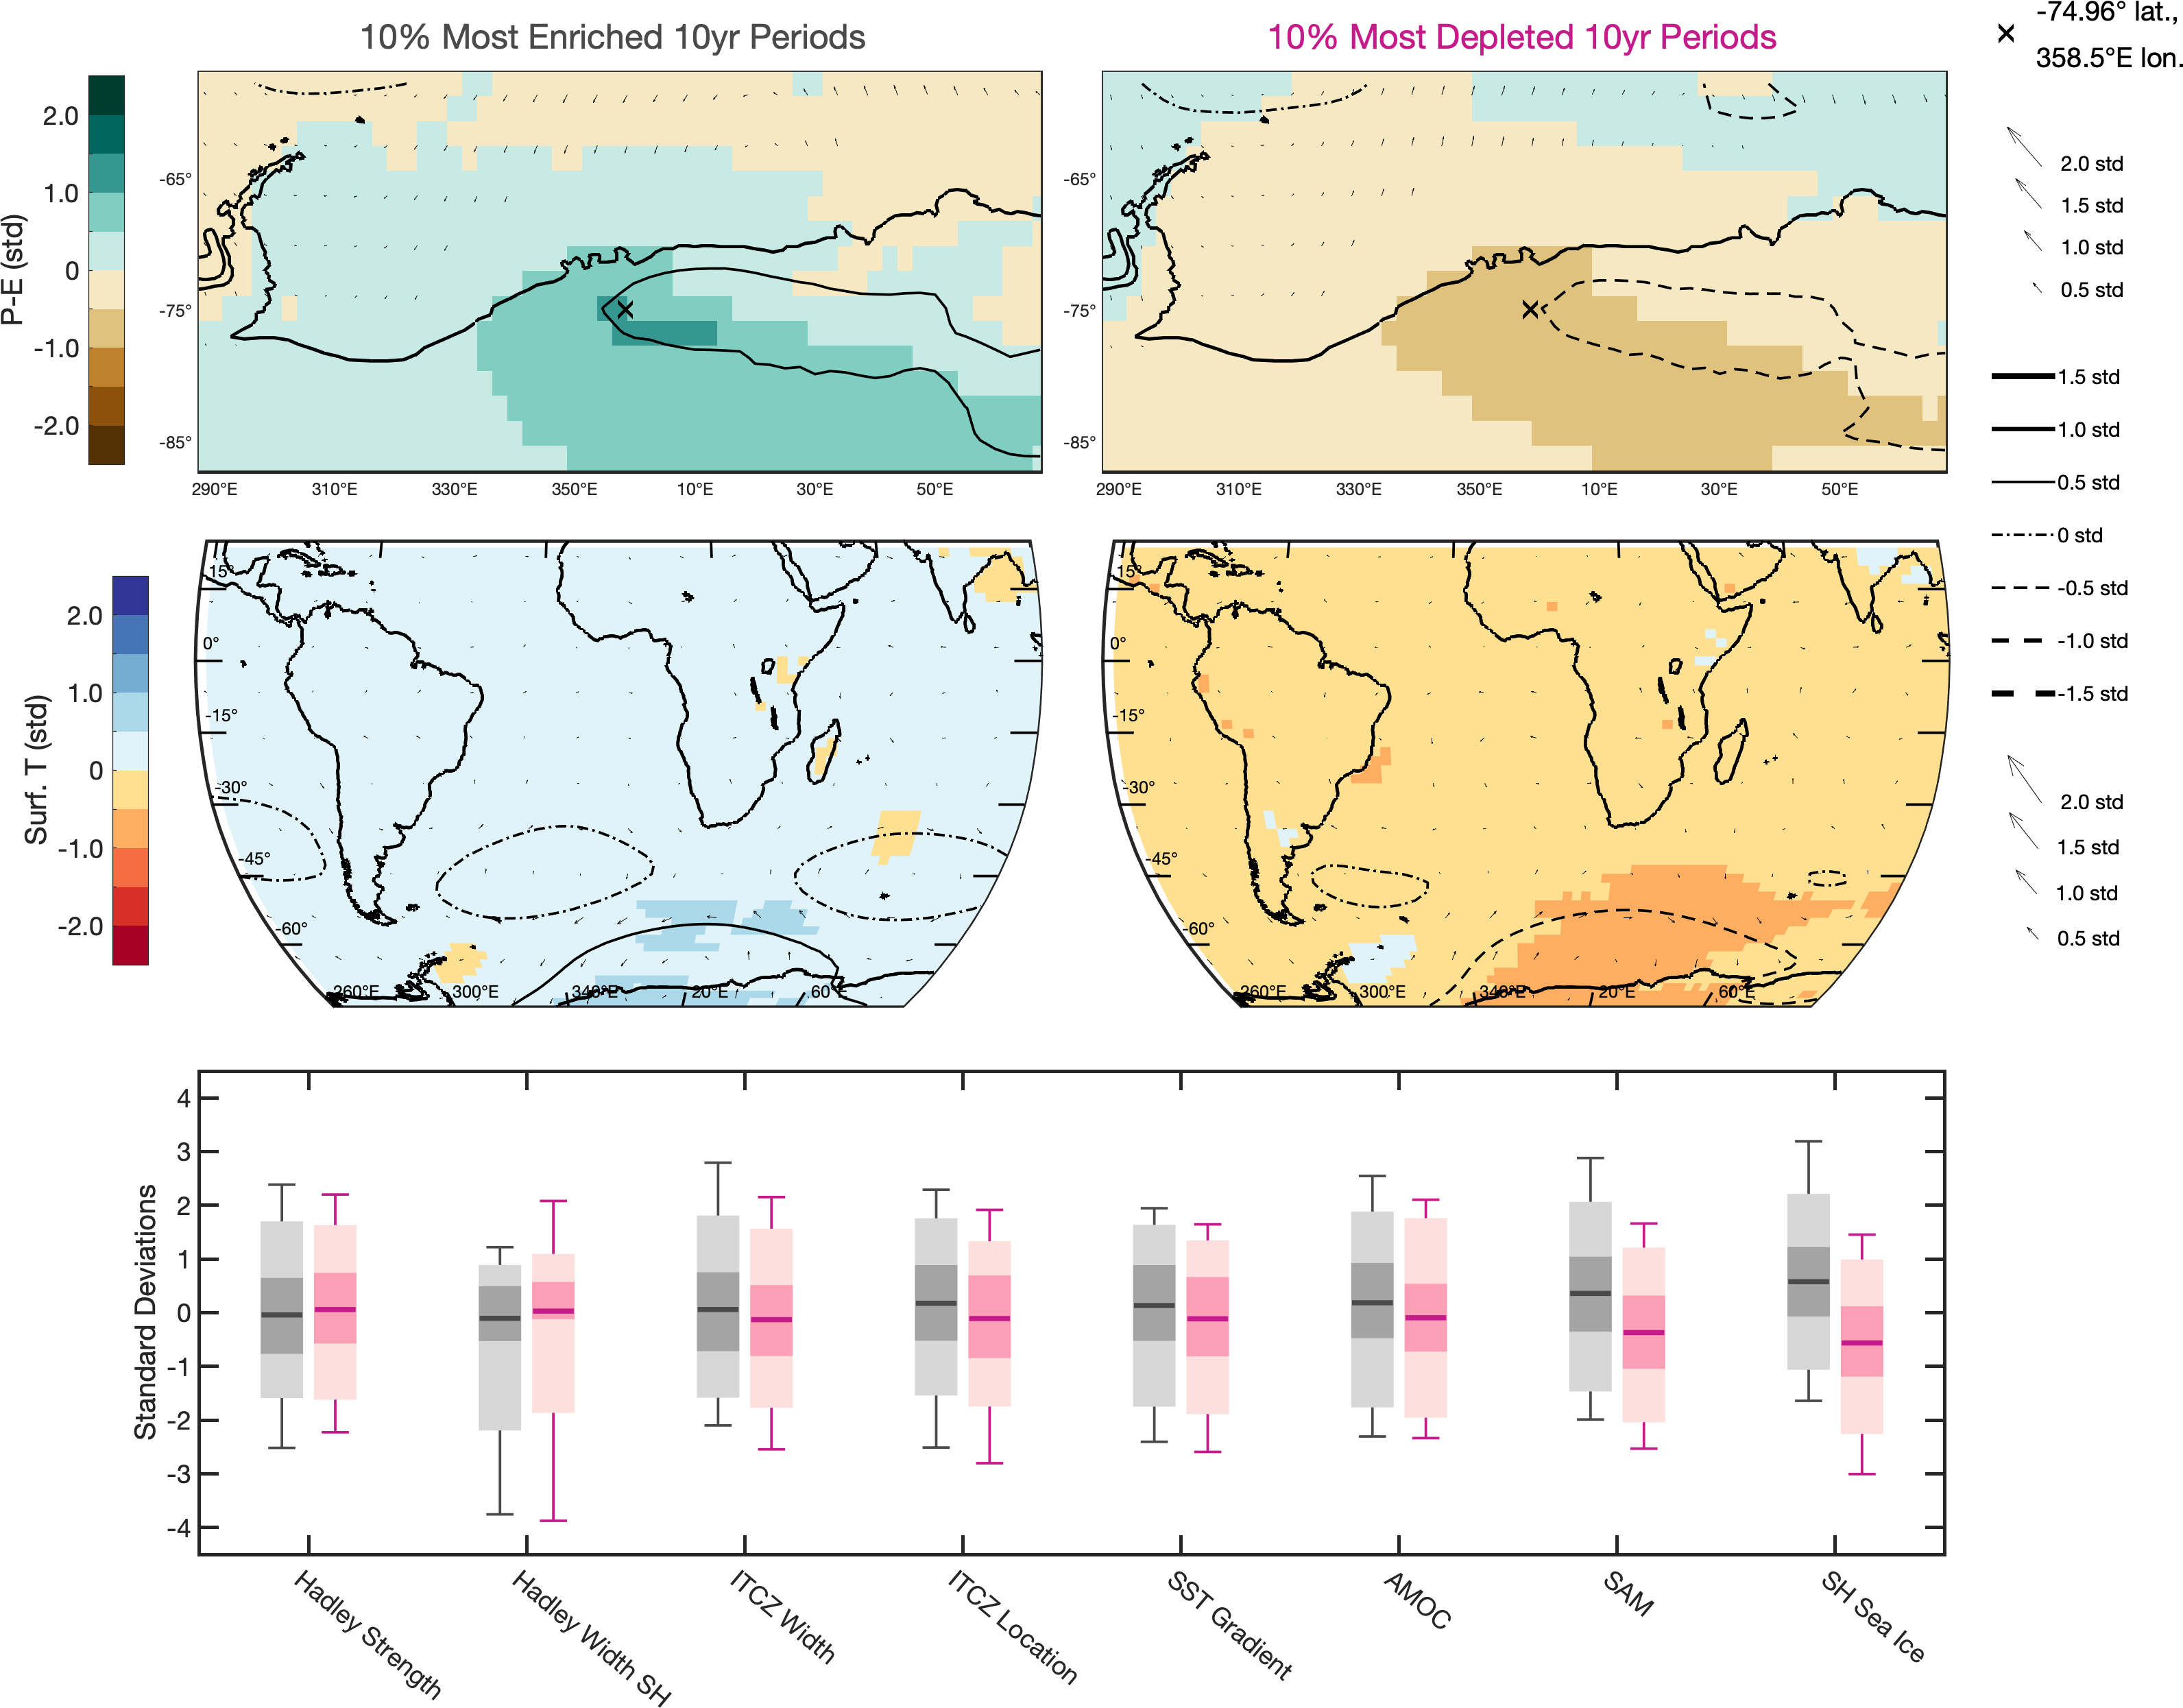 10% Most Enriched 10yr Periods
10% Most Depleted 10yr Periods
-74.96° lat.,
358.5°E lon.
P-E (std)
2.0
1.0
0
-1.0
-2.0
-65°
-75°
-85°
290°E 310°E 330°E 350°E 10°E 30°E 50°E
-65°
-75°
-85°
290°E 310°E 330°E 350°E 10°E 30°E 50°E
2.0 std
1.5 std
1.0 std
0.5 std
1.5 std
1.0 std
0.5 std
0 std
-0.5 std
-1.0 std
-1.5 std
Surf. T (std)
2.0
1.0
0
-1.0
-2.0
15°
0°
-15°
-30°
-45°
-60°
260°E 300°E 340°E 20°E 60°E
15°
0°
-15°
-30°
-45°
-60°
260°E 300°E 340°E 20°E 60°E
2.0 std
1.5 std
1.0 std
0.5 std
Standard Deviations
4
3
2
1
0
-1
-2
-3
-4
Hadley Strength
Hadley Width SH
ITCZ Width
ITCZ Location
SST Gradient
AMOC
SAM
SH Sea Ice